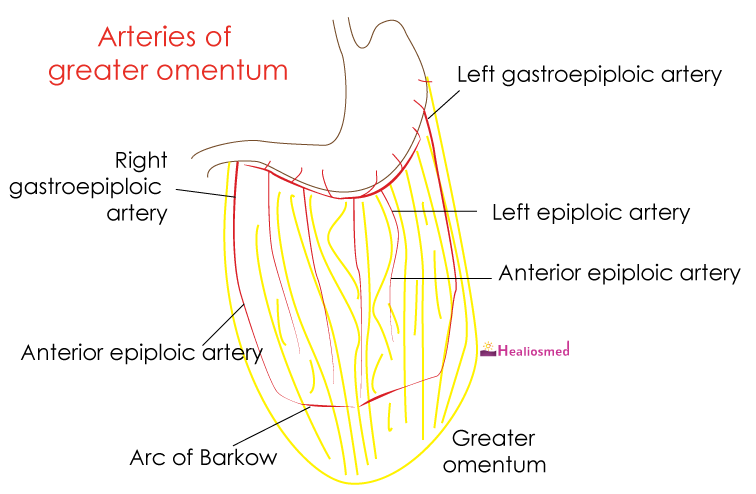 Arteries of
greater omentum
Left gastroepiploic artery
Right
gastroepiploic
artery
Left epiploic artery
Anterior epiploic artery
Anterior epiploic artery
Healiosmed
Arc of Barkow
Greater
omentum